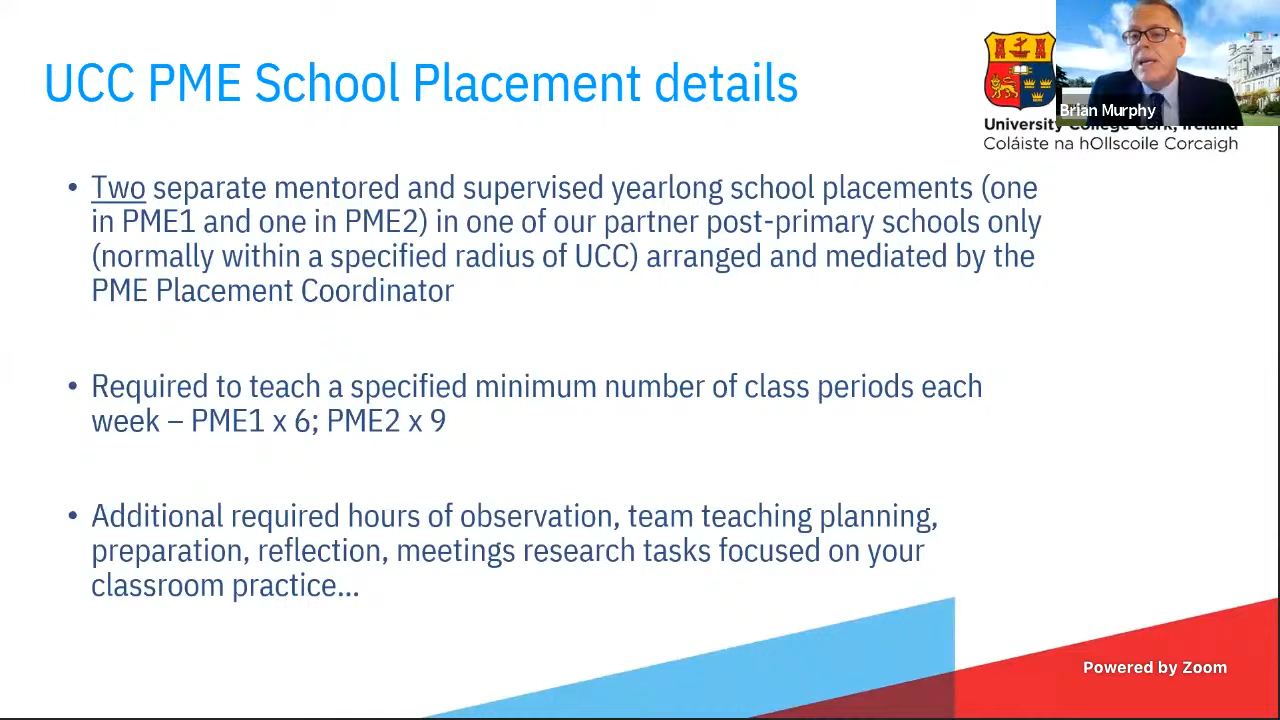 UCC PME School Placement details
Brian Murphy
University College Cork, Ireland
Coláiste na hOllscoile Corcaigh
• Two separate mentored and supervised yearlong school placements (one
in PME1 and one in PME2) in one of our partner post-primary schools only
(normally within a specified radius of UCC) arranged and mediated by the
PME Placement Coordinator
• Required to teach a specified minimum number of class periods each
week – PME1 x 6; PME2 x 9
• Additional required hours of observation, team teaching planning,
preparation, reflection, meetings research tasks focused on your
classroom practice...
Powered by Zoom